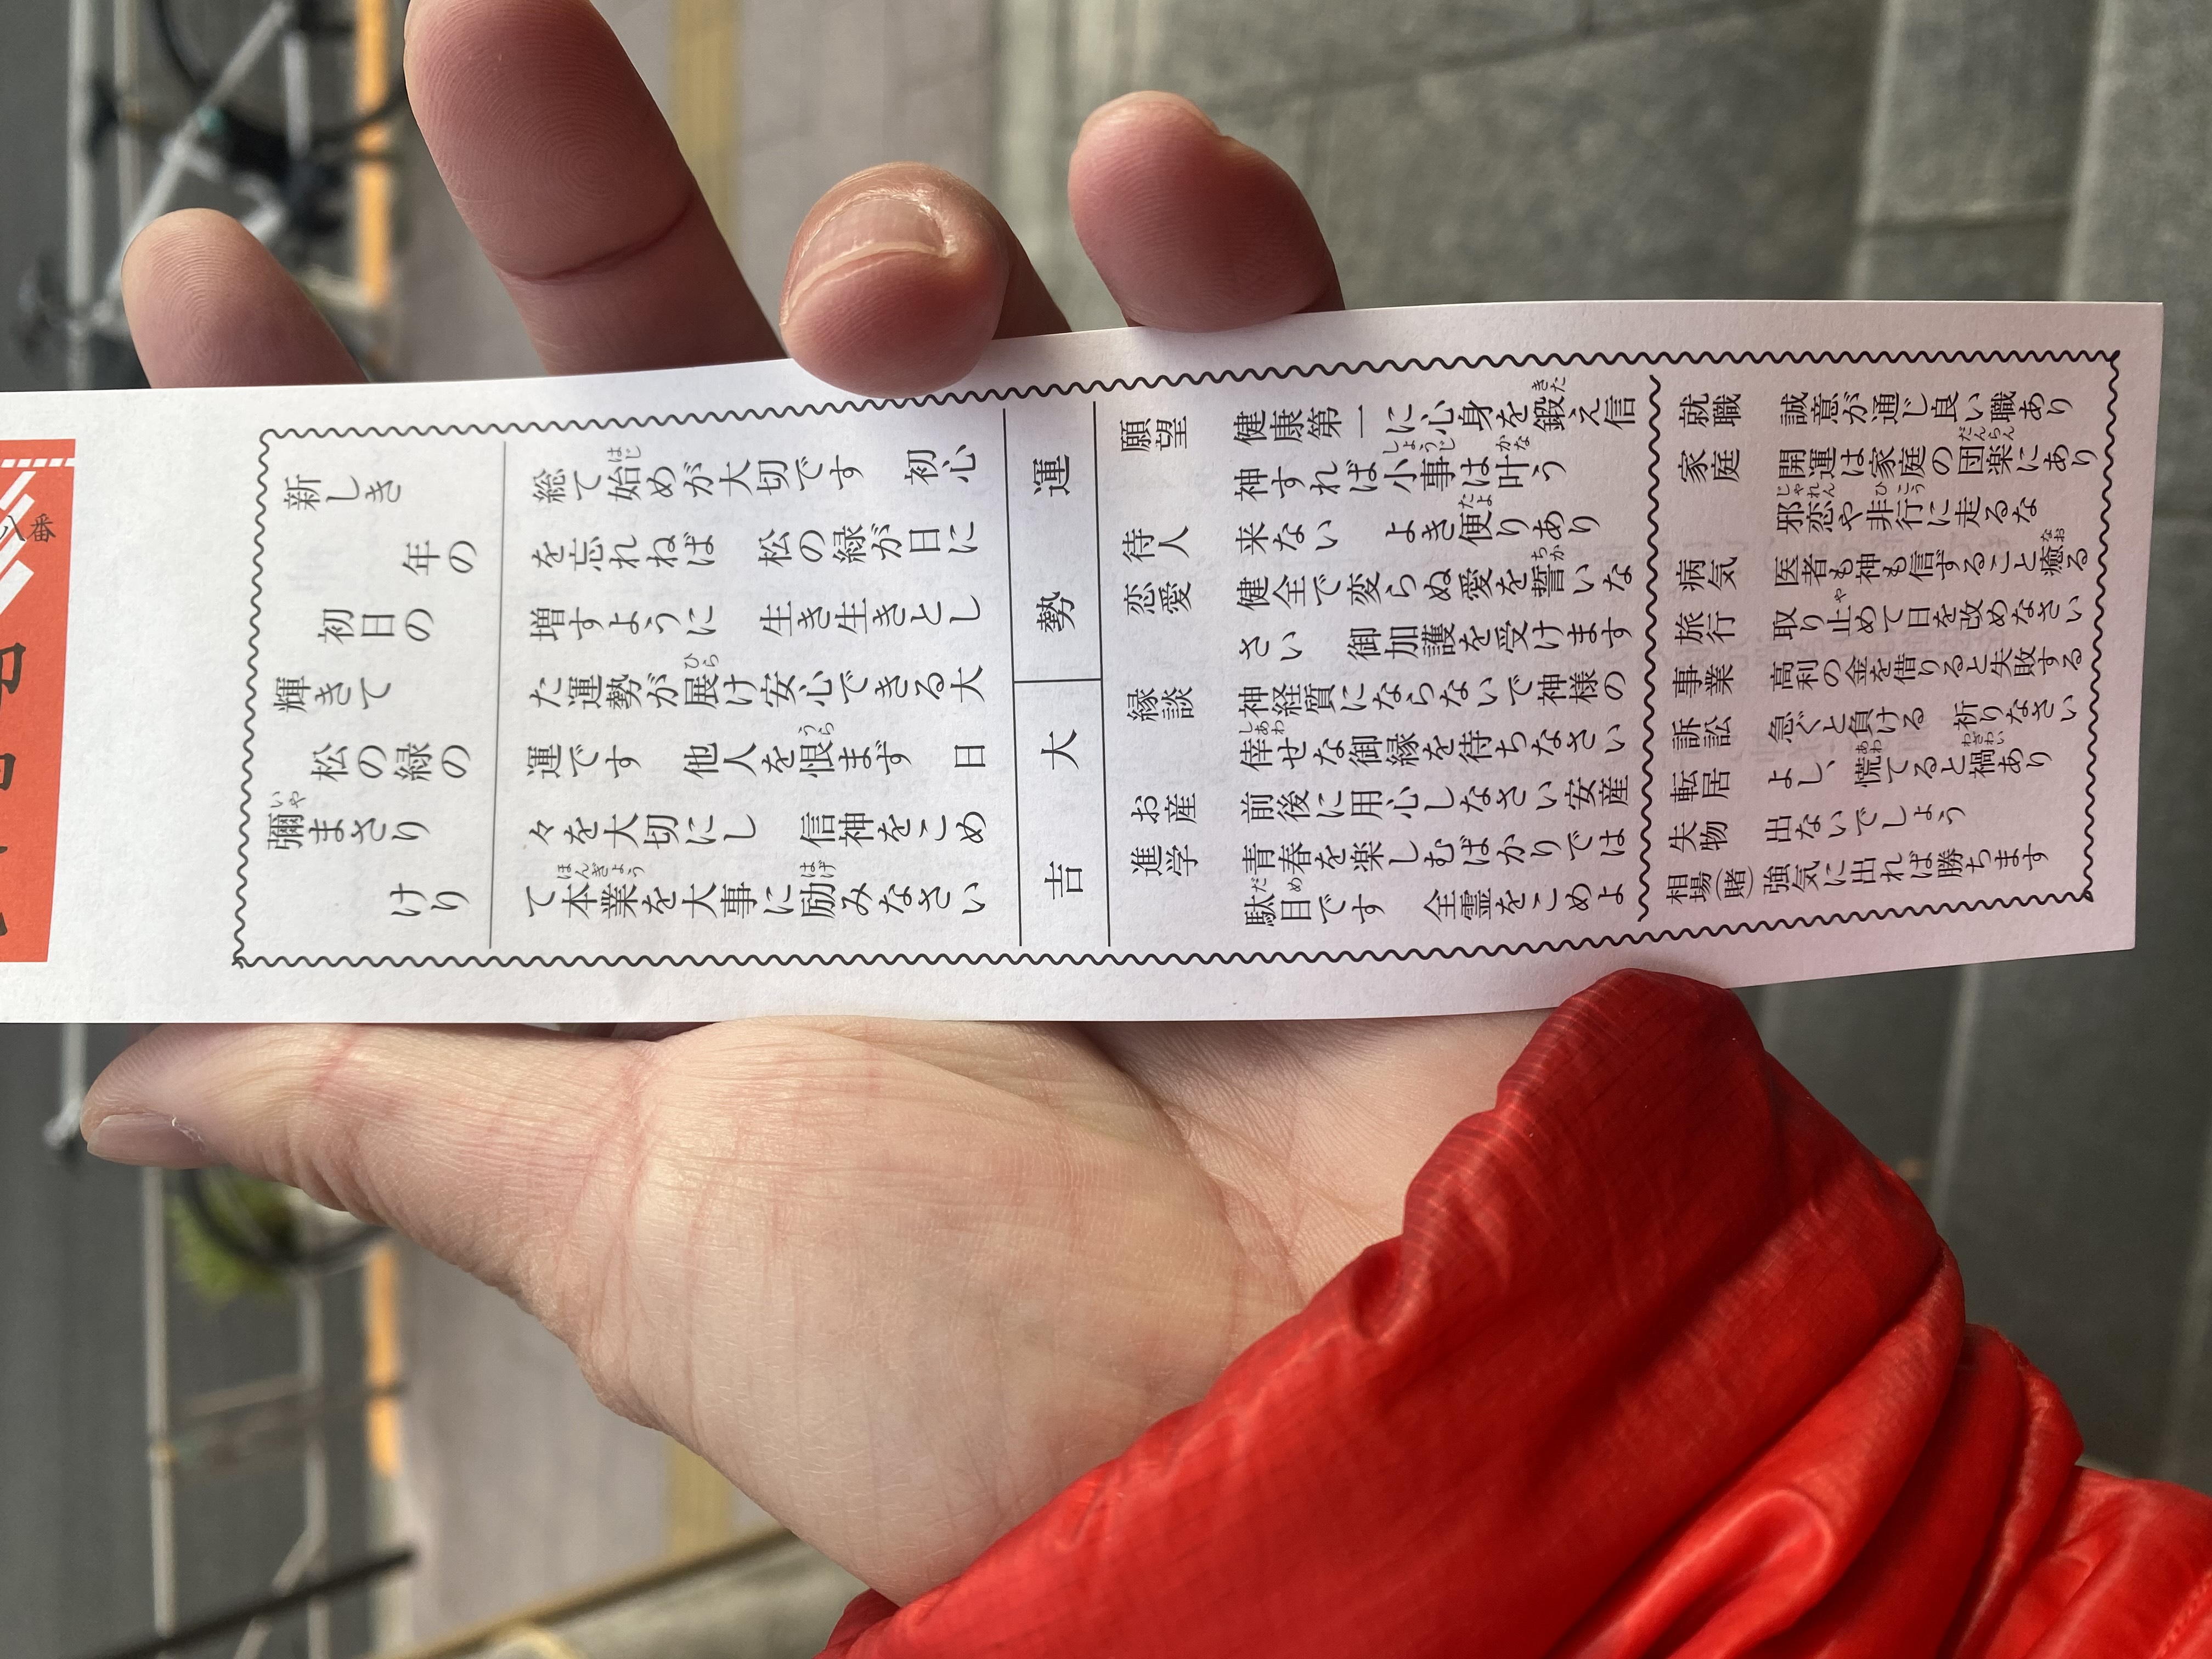 八番
新しき
年の
初日の
輝きて
松の緑の
彌まさり
けり
総て始めが大切です　初心
を忘れねば　松の緑が日に
増すように　生き生きとし
た運勢が展け安心できる大
運です　他人を恨まず　日
々を大切にし　信神をこめ
て本業を大事に励みなさい
運勢　大吉
願望　健康第一に心身を鍛え信
神すれば小事は叶う
待人　来ない　よき便りあり
恋愛　健全で変らぬ愛を誓いな
さい　御加護を受けます
縁談　神経質にならないで神様の
倖せな御縁を待ちなさい
お産　前後に用心しなさい安産
進学　青春を楽しむばかりでは
駄目です　全霊をこめよ
就職　誠意が通じ良い職あり
家庭　開運は家庭の団楽にあり
邪恋や非行に走るな
病気　医者も神も信ずること癒る
旅行　取り止めて日を改めなさい
事業　高利の金を借りると失敗する
訴訟　急ぐと負ける　祈りなさい
転居　よし、慌てると禍あり
失物　出ないでしょう
相場(賭)　強気に出れば勝ちます